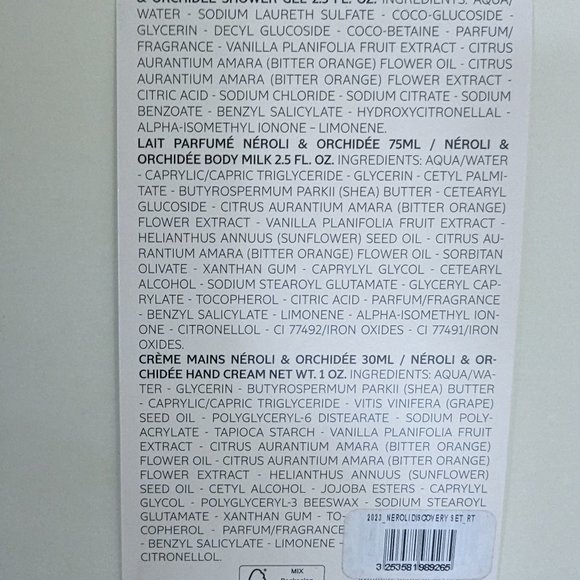 & ORCHIDÉE SHOWER GEL 2.5 FL. OZ. INGREDIENTS: AQUA/
WATER - SODIUM LAURETH SULFATE - COCO-GLUCOSIDE -
GLYCERIN - DECYL GLUCOSIDE - COCO-BETAINE - PARFUM/
FRAGRANCE - VANILLA PLANIFOLIA FRUIT EXTRACT - CITRUS
AURANTIUM AMARA (BITTER ORANGE) FLOWER OIL - CITRUS
AURANTIUM AMARA (BITTER ORANGE) FLOWER EXTRACT -
CITRIC ACID - SODIUM CHLORIDE - SODIUM CITRATE - SODIUM
BENZOATE - BENZYL SALICYLATE - HYDROXYCITRONELLAL -
ALPHA-ISOMETHYL IONONE – LIMONENE.
LAIT PARFUMÉ NÉROLI & ORCHIDÉE 75ML / NÉROLI &
ORCHIDÉE BODY MILK 2.5 FL. OZ. INGREDIENTS: AQUA/WATER
- CAPRYLIC/CAPRIC TRIGLYCERIDE - GLYCERIN - CETYL PALMI-
TATE - BUTYROSPERMUM PARKII (SHEA) BUTTER - CETEARYL
GLUCOSIDE - CITRUS AURANTIUM AMARA (BITTER ORANGE)
FLOWER EXTRACT - VANILLA PLANIFOLIA FRUIT EXTRACT -
HELIANTHUS ANNUUS (SUNFLOWER) SEED OIL - CITRUS AU-
RANTIUM AMARA (BITTER ORANGE) FLOWER OIL - SORBITAN
OLIVATE - XANTHAN GUM - CAPRYLYL GLYCOL - CETEARYL
ALCOHOL - SODIUM STEAROYL GLUTAMATE - GLYCERYL CAP-
RYLATE - TOCOPHEROL - CITRIC ACID - PARFUM/FRAGRANCE
- BENZYL SALICYLATE - LIMONENE - ALPHA-ISOMETHYL ION-
ONE - CITRONELLOL - CI 77492/IRON OXIDES - CI 77491/IRON
OXIDES.
CRÈME MAINS NÉROLI & ORCHIDÉE 30ML / NÉROLI & OR-
CHIDÉE HAND CREAM NET WT. 1 OZ. INGREDIENTS: AQUA/WA-
TER - GLYCERIN - BUTYROSPERMUM PARKII (SHEA) BUTTER
- CAPRYLIC/CAPRIC TRIGLYCERIDE - VITIS VINIFERA (GRAPE)
SEED OIL - POLYGLYCERYL-6 DISTEARATE - SODIUM POLY-
ACRYLATE - TAPIOCA STARCH - VANILLA PLANIFOLIA FRUIT
EXTRACT - CITRUS AURANTIUM AMARA (BITTER ORANGE)
FLOWER OIL - CITRUS AURANTIUM AMARA (BITTER ORANGE)
FLOWER EXTRACT - HELIANTHUS ANNUUS (SUNFLOWER)
SEED OIL - CETYL ALCOHOL - JOJOBA ESTERS - CAPRYLYL
GLYCOL - POLYGLYCERYL-3 BEESWAX - SODIUM STEAROYL
GLUTAMATE - XANTHAN GUM - TO-
COPHEROL - PARFUM/FRAGRANCE
- BENZYL SALICYLATE - LIMONENE -
CITRONELLOL.
2023_NEROLI DISCOVERY SET_RT
3 253581 989265
MIX